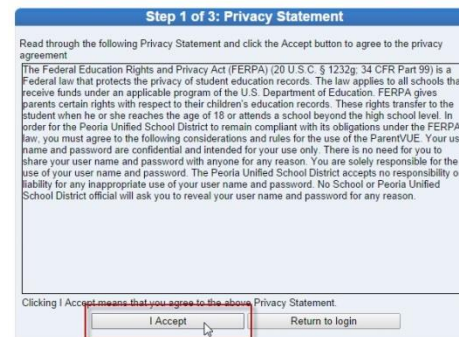 Step 1 of 3: Privacy Statement
Read through the following Privacy Statement and click the Accept button to agree to the privacy
agreement
The Federal Education Rights and Privacy Act (FERPA) (20 U.S.C. § 1232g; 34 CFR Part 99) is a
Federal law that protects the privacy of student education records. The law applies to all schools tha
receive funds under an applicable program of the U.S. Department of Education. FERPA gives
parents certain rights with respect to their children's education records. These rights transfer to the
student when he or she reaches the age of 18 or attends a school beyond the high school level. In
order for the Peoria Unified School District to remain compliant with its obligations under the FERPA
law, you must agree to the following considerations and rules for the use of the ParentVUE. Your us
name and password are confidential and intended for your use only. There is no need for you to
share your user name and password with anyone for any reason. You are solely responsible for the
use of your user name and password. The Peoria Unified School District accepts no responsibility o
liability for any inappropriate use of your user name and password. No School or Peoria Unified
School District official will ask you to reveal your user name and password for any reason.
Clicking I Accept means that you agree to the above Privacy Statement.
I Accept
Return to login